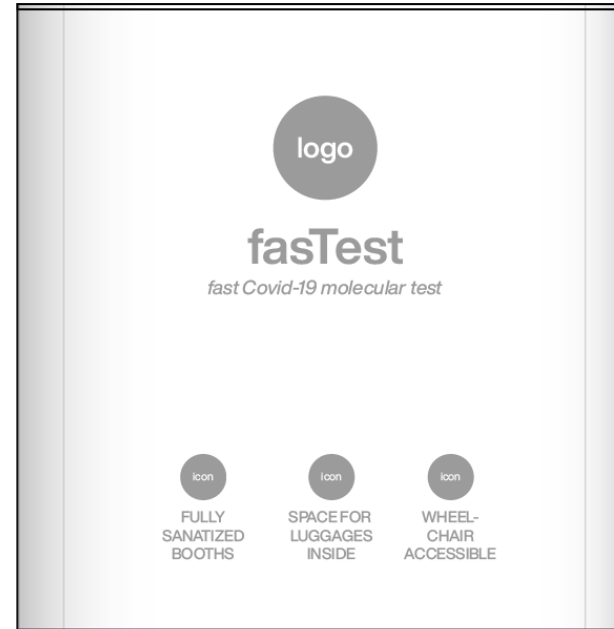 logo
fasTest
fast Covid-19 molecular test
icon
icon
icon
FULLY
SANATIZED
BOOTHS
SPACE FOR
LUGGAGES
INSIDE
WHEEL-
CHAIR
ACCESSIBLE